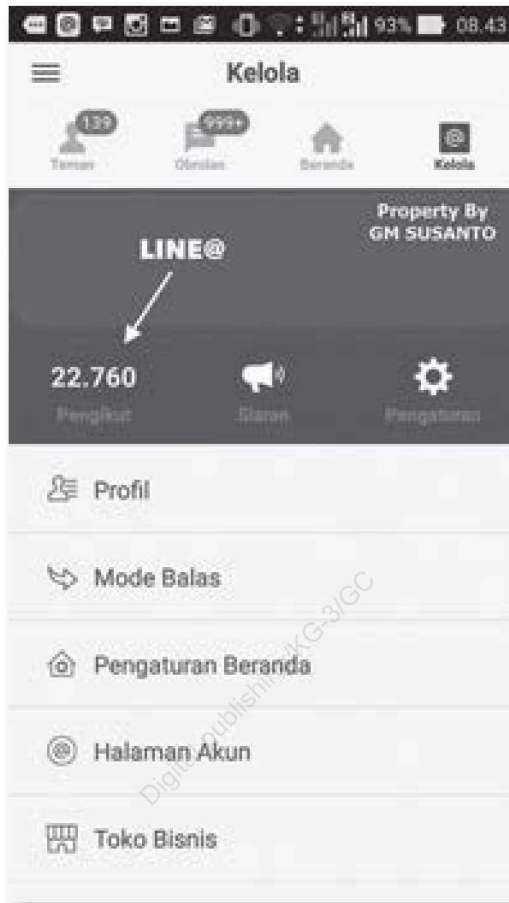 93% 08.43
Kelola
139 999+
Teman Obrolan Beranda Kelola
Property By
GM SUSANTO
LINE@
22.760
Pengikut Siaran Pengaturan
Profil
Mode Balas
Pengaturan Beranda
Halaman Akun
Toko Bisnis